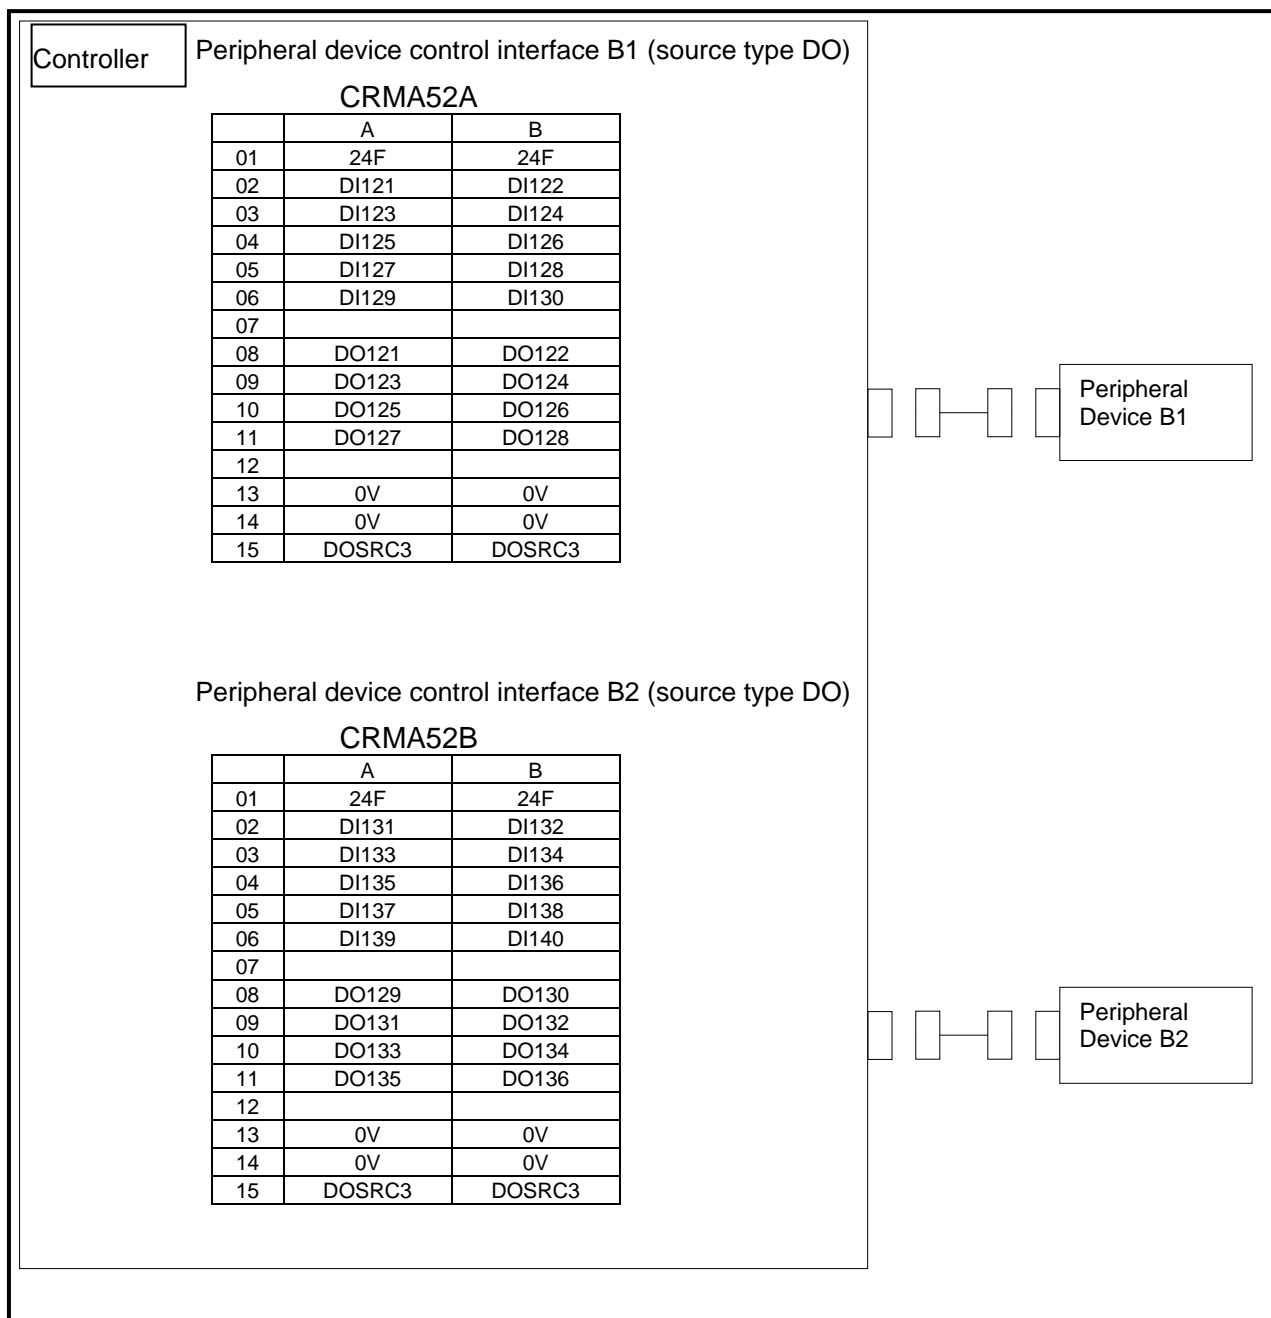 Controller
Peripheral device control interface B1 (source type DO)
CRMA52A
A B
01 24F 24F
02 DI121 DI122
03 DI123 DI124
04 DI125 DI126
05 DI127 DI128
06 DI129 DI130
07
08 DO121 DO122
09 DO123 DO124
10 DO125 DO126
11 DO127 DO128
12
13 0V 0V
14 0V 0V
15 DOSRC3 DOSRC3
Peripheral
Device B1
Peripheral device control interface B2 (source type DO)
CRMA52B
A B
01 24F 24F
02 DI131 DI132
03 DI133 DI134
04 DI135 DI136
05 DI137 DI138
06 DI139 DI140
07
08 DO129 DO130
09 DO131 DO132
10 DO133 DO134
11 DO135 DO136
12
13 0V 0V
14 0V 0V
15 DOSRC3 DOSRC3
Peripheral
Device B2